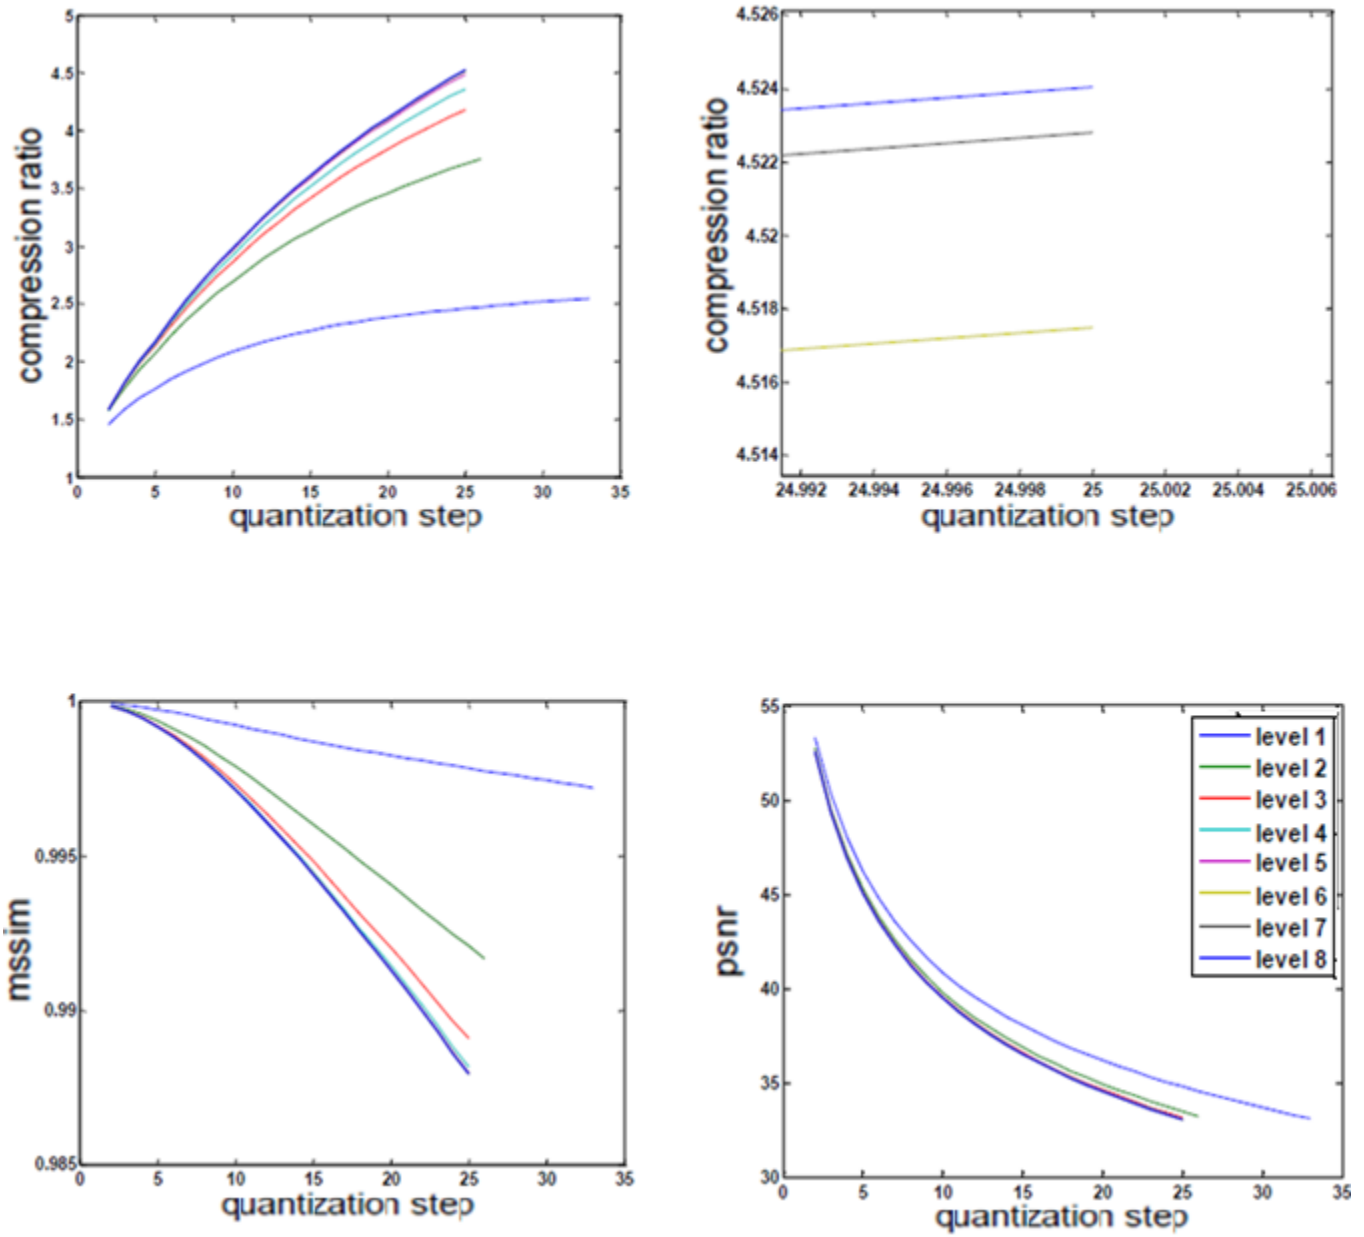 5
4.5
4
3.5
3
2.5
2
1.5
1
0 5 10 15 20 25 30 35
compression ratio
quantization step
4.526
4.524
4.522
4.52
4.518
4.516
4.514
24.992 24.994 24.996 24.998 25 25.002 25.004 25.006
compression ratio
quantization step
1
0.995
0.99
0.985
0 5 10 15 20 25 30 35
mssim
quantization step
55
50
45
40
35
30
0 5 10 15 20 25 30 35
psnr
quantization step
level 1
level 2
level 3
level 4
level 5
level 6
level 7
level 8